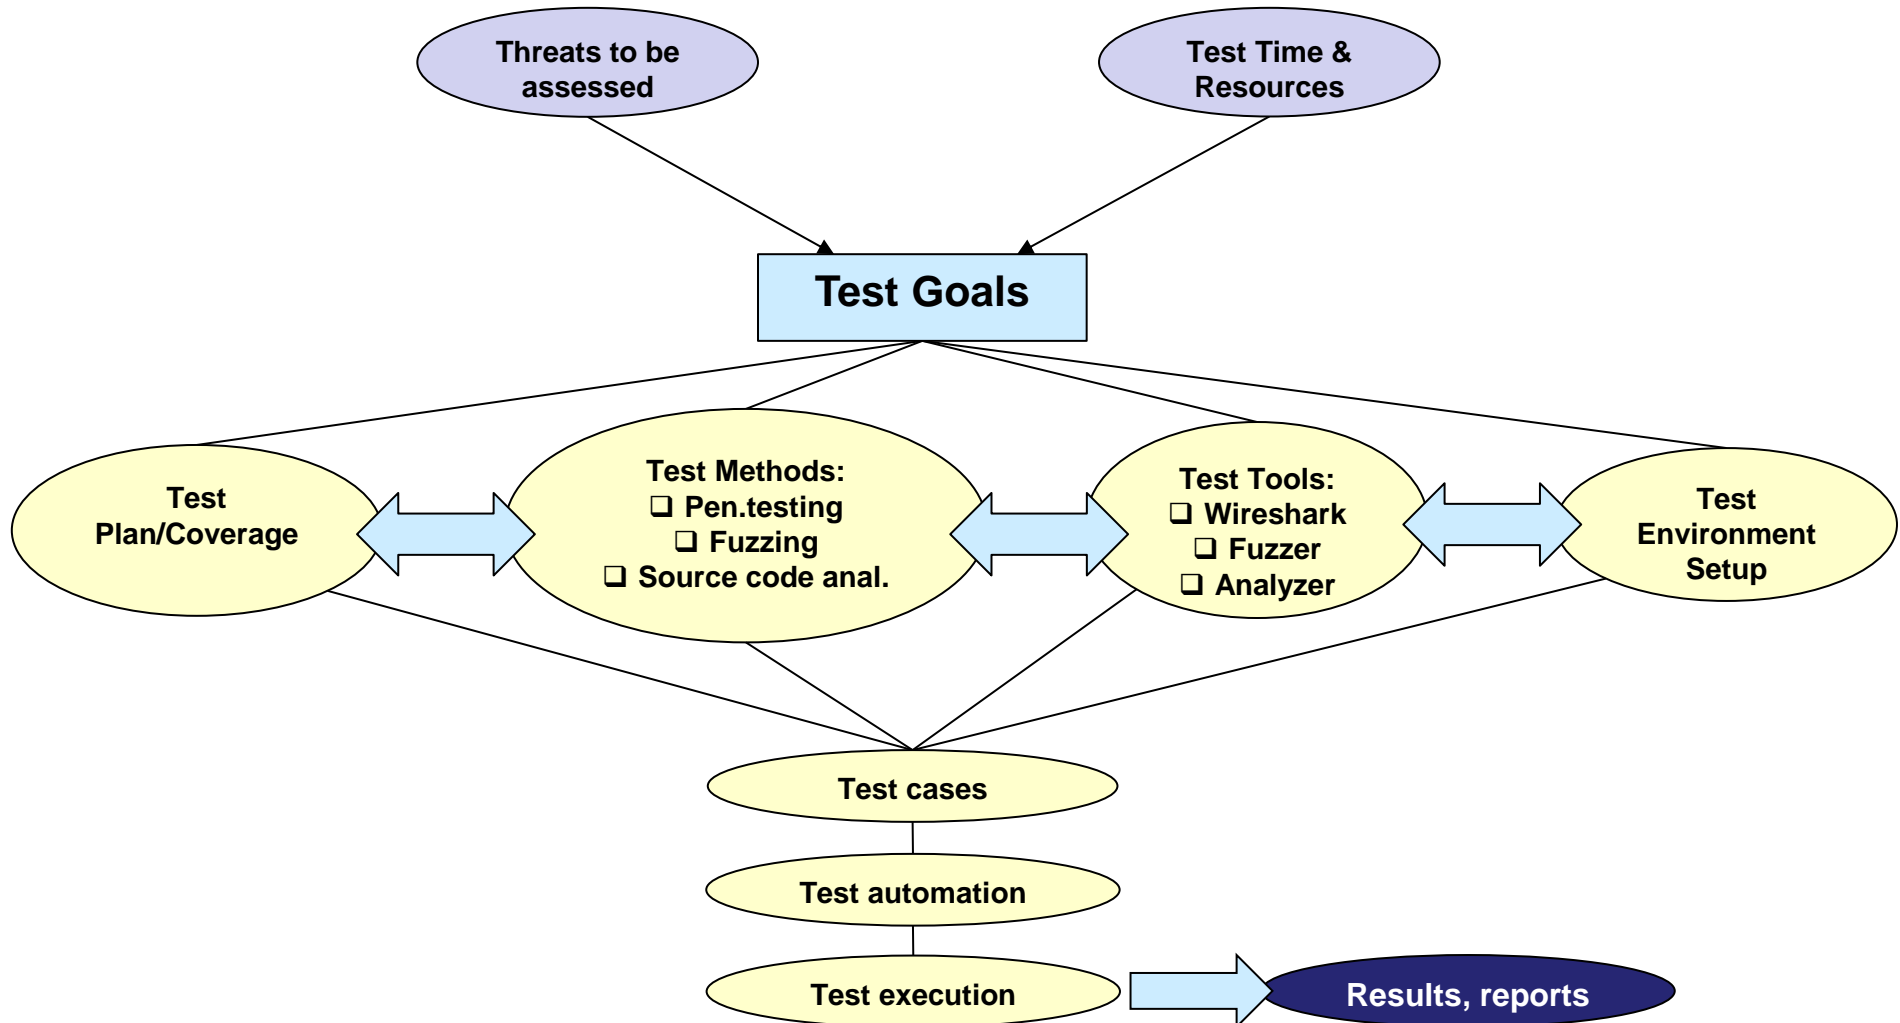 Threats to be
assessed
Test Time &
Resources
Test Goals
Test
Plan/Coverage
Test Methods:
❑ Pen.testing
❑ Fuzzing
❑ Source code anal.
Test Tools:
❑ Wireshark
❑ Fuzzer
❑ Analyzer
Test
Environment
Setup
Test cases
Test automation
Test execution
Results, reports